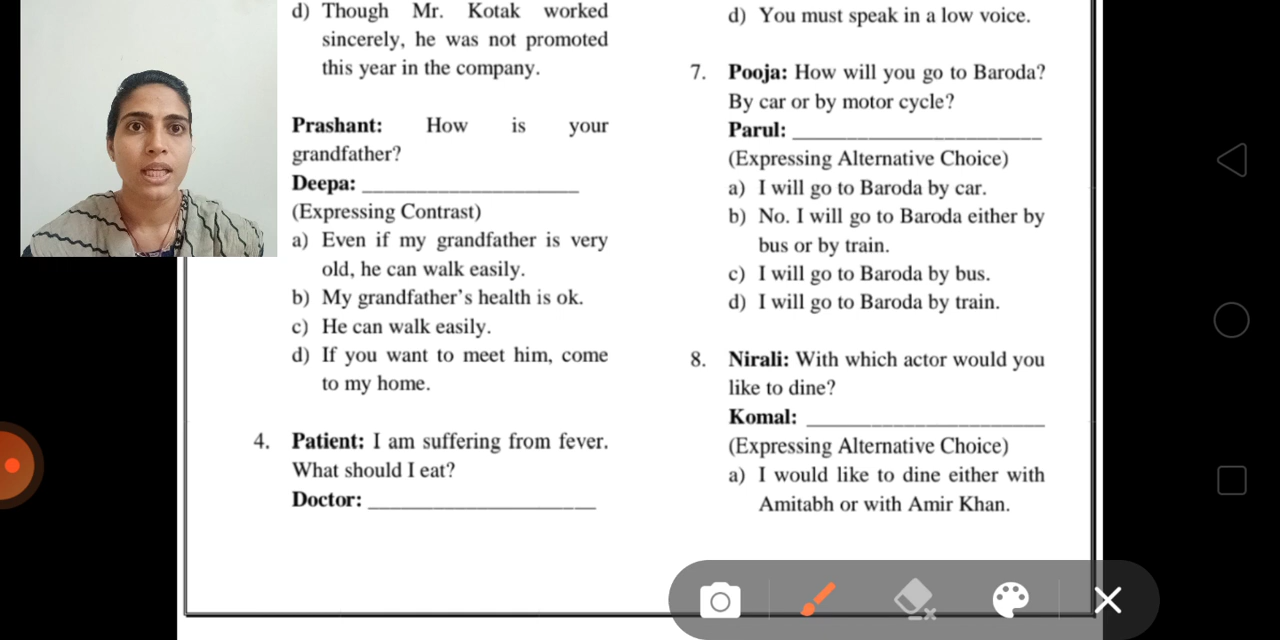 d) Though Mr. Kotak worked
sincerely, he was not promoted
this year in the company.
Prashant: How is your
grandfather?
Deepa: ____________________
(Expressing Contrast)
a) Even if my grandfather is very
old, he can walk easily.
b) My grandfather's health is ok.
c) He can walk easily.
d) If you want to meet him, come
to my home.
4. Patient: I am suffering from fever.
What should I eat?
Doctor: _____________________
d) You must speak in a low voice.
7. Pooja: How will you go to Baroda?
By car or by motor cycle?
Parul: _______________________
(Expressing Alternative Choice)
a) I will go to Baroda by car.
b) No. I will go to Baroda either by
bus or by train.
c) I will go to Baroda by bus.
d) I will go to Baroda by train.
8. Nirali: With which actor would you
like to dine?
Komal: ______________________
(Expressing Alternative Choice)
a) I would like to dine either with
Amitabh or with Amir Khan.